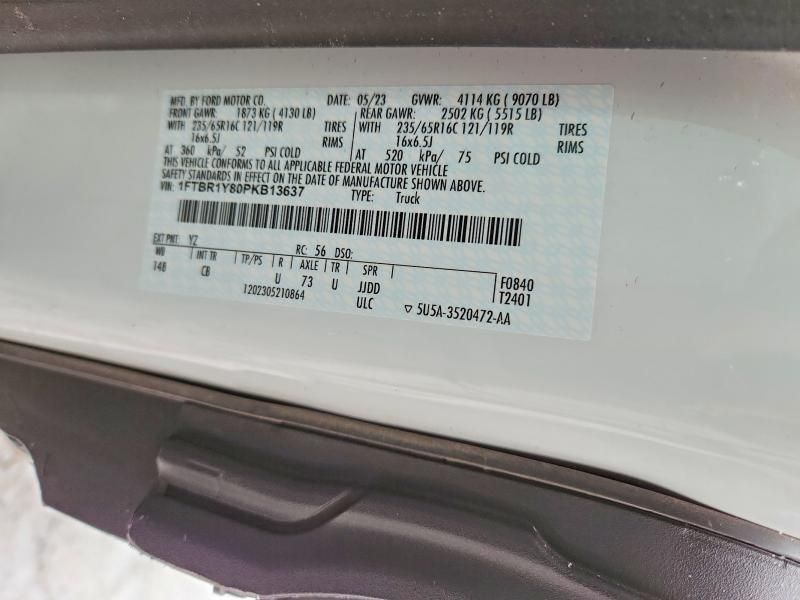 MFD. BY FORD MOTOR CO. DATE: 05/23 GVWR: 4114 KG ( 9070 LB)
FRONT GAWR: 1873 KG ( 4130 LB) REAR GAWR: 2502 KG ( 5515 LB)
WITH 235/65R16C 121/119R TIRES WITH 235/65R16C 121/119R TIRES
16x6.5J RIMS 16x6.5J RIMS
AT 360 kPa/ 52 PSI COLD AT 520 kPa/ 75 PSI COLD
THIS VEHICLE CONFORMS TO ALL APPLICABLE FEDERAL MOTOR VEHICLE
SAFETY STANDARDS IN EFFECT ON THE DATE OF MANUFACTURE SHOWN ABOVE.
VIN: 1FTBR1Y80PKB13637 TYPE: Truck
EXT PNT: YZ RC: 56 DSO:
WB INT TR TP/PS R AXLE TR SPR F0840
148 CB U 73 U JJDD T2401
1202305210864 ULC ▽ 5U5A-3520472-AA